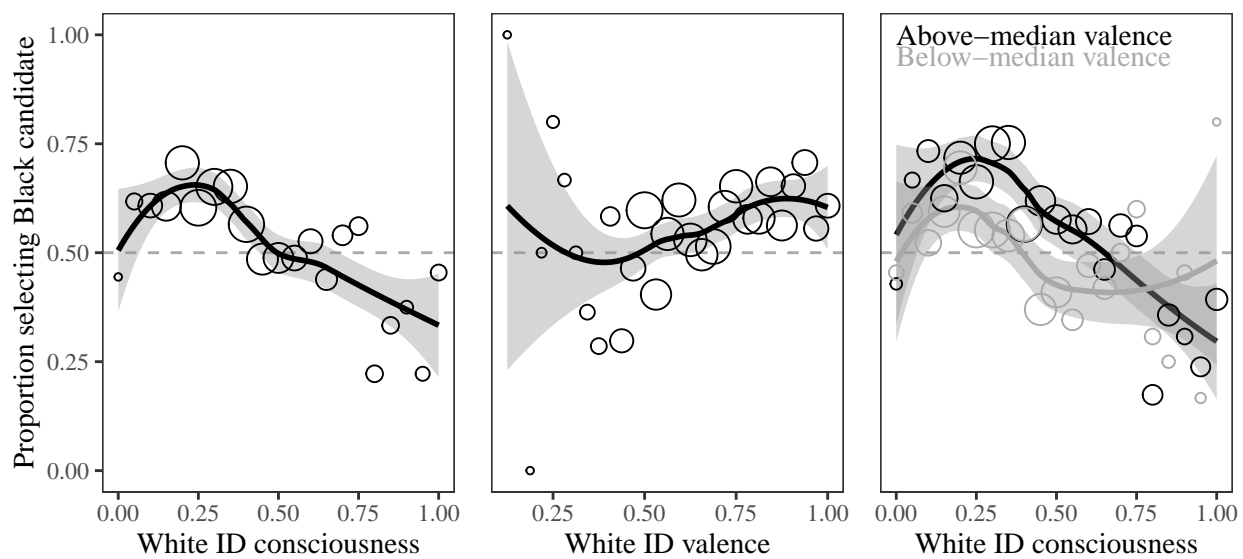 Proportion selecting Black candidate
1.00
0.75
0.50
0.25
0.00
0.00 0.25 0.50 0.75 1.00
White ID consciousness
0.25 0.50 0.75 1.00
White ID valence
Above−median valence
Below−median valence
0.00 0.25 0.50 0.75 1.00
White ID consciousness